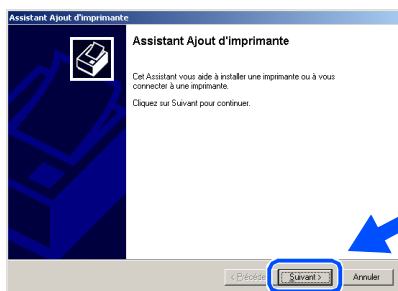 Assistant Ajout d'imprimante
Assistant Ajout d'imprimante
Cet Assistant vous aide à installer une imprimante ou à vous
connecter à une imprimante.
Cliquez sur Suivant pour continuer.
Suivant > Annuler